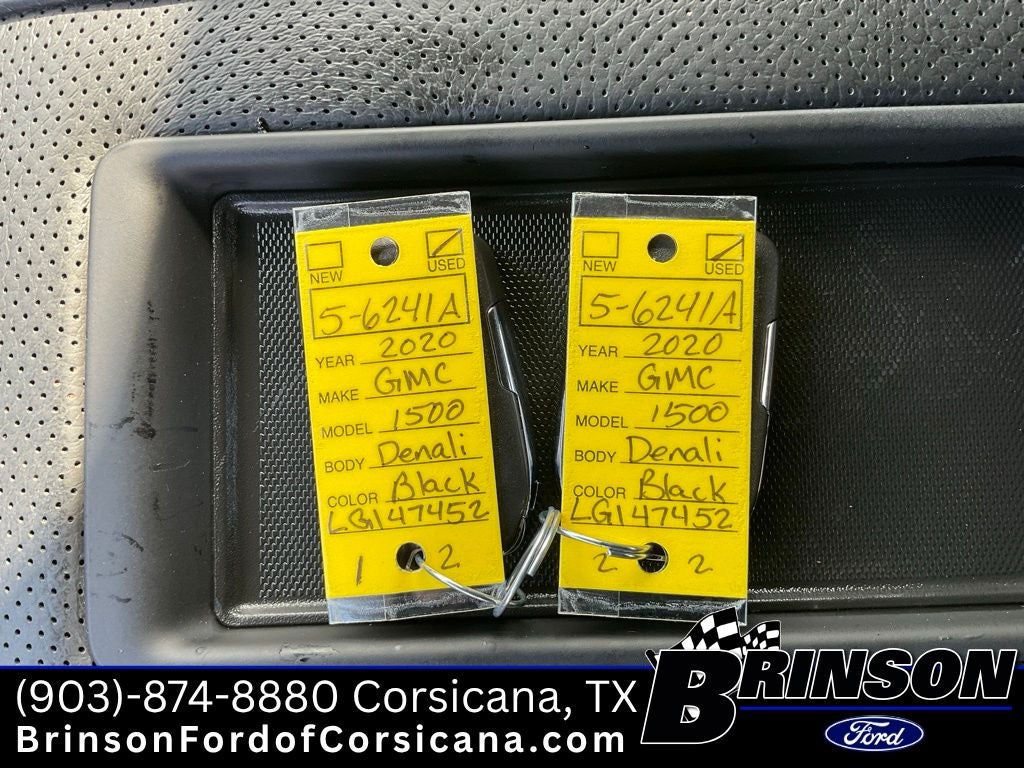 NEW USED
5-6241A
YEAR 2020
MAKE GMC
MODEL 1500
BODY Denali
COLOR Black
LG147452
1 2
NEW USED
5-6241A
YEAR 2020
MAKE GMC
MODEL 1500
BODY Denali
COLOR Black
LG147452
2 2
(903)-874-8880 Corsicana, TX
BrinsonFordofCorsicana.com
BRINSON
Ford